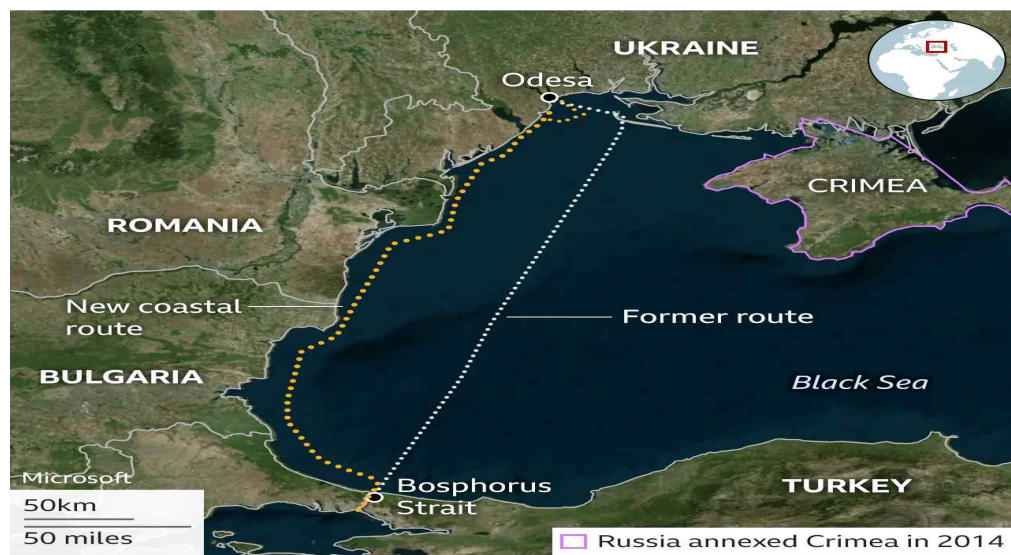 UKRAINE
Odesa
CRIMEA
ROMANIA
New coastal
route
Former route
BULGARIA
Black Sea
Microsoft
Bosphorus
Strait
TURKEY
50km
50 miles
Russia annexed Crimea in 2014